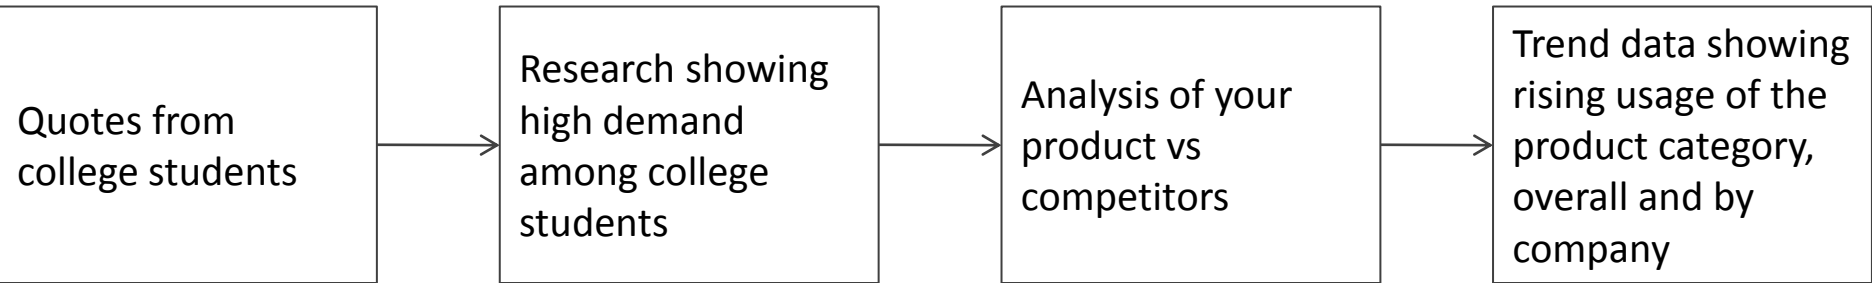 Quotes from
college students
Research showing
high demand
among college
students
Analysis of your
product vs
competitors
Trend data showing
rising usage of the
product category,
overall and by
company